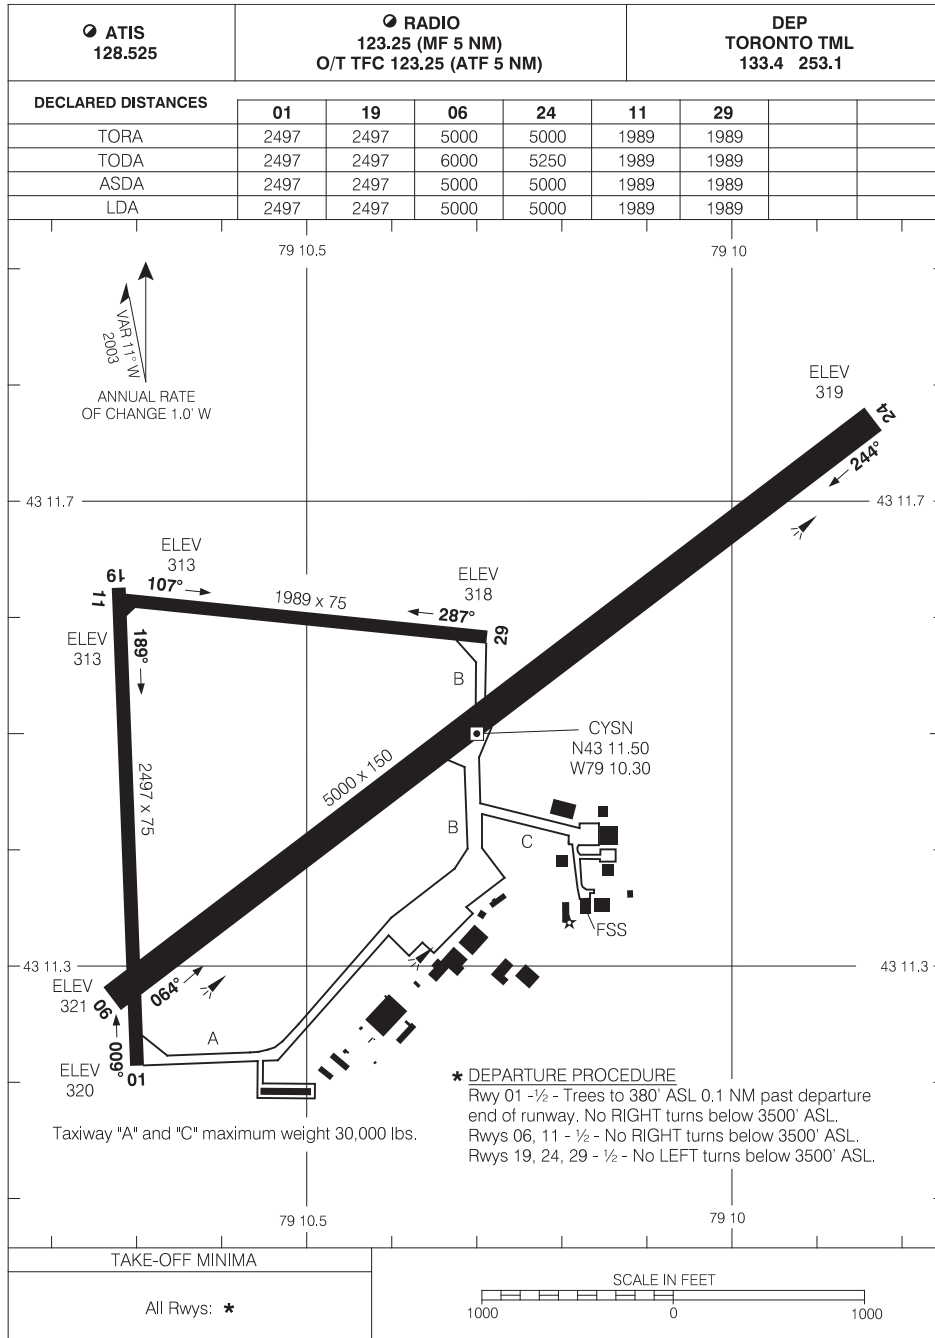 ATIS
128.525
RADIO
123.25 (MF 5 NM)
O/T TFC 123.25 (ATF 5 NM)
DEP
TORONTO TML
133.4 253.1
DECLARED DISTANCES
01 19 06 24 11 29
TORA 2497 2497 5000 5000 1989 1989
TODA 2497 2497 6000 5250 1989 1989
ASDA 2497 2497 5000 5000 1989 1989
LDA 2497 2497 5000 5000 1989 1989
79 10.5
79 10
VAR 11° W
2003
ANNUAL RATE
OF CHANGE 1.0' W
ELEV
319
24
244°
43 11.7
43 11.7
ELEV
313
19
11
107°
1989 x 75
ELEV
318
287°
29
ELEV
313
189°
B
CYSN
N43 11.50
W79 10.30
2497 x 75
5000 x 150
B
C
FSS
43 11.3
43 11.3
ELEV
321
06
064°
009°
A
ELEV
320
01
* DEPARTURE PROCEDURE
Rwy 01 -½ - Trees to 380' ASL 0.1 NM past departure
end of runway. No RIGHT turns below 3500' ASL.
Rwys 06, 11 - ½ - No RIGHT turns below 3500' ASL.
Rwys 19, 24, 29 - ½ - No LEFT turns below 3500' ASL.
Taxiway "A" and "C" maximum weight 30,000 lbs.
79 10.5
79 10
TAKE-OFF MINIMA
All Rwys: *
SCALE IN FEET
1000 0 1000